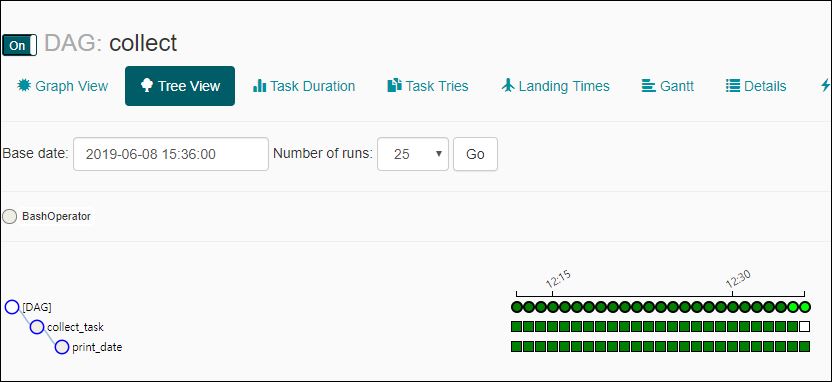 On DAG: collect
Graph View Tree View Task Duration Task Tries Landing Times Gantt Details
Base date: 2019-06-08 15:36:00 Number of runs: 25 Go
BashOperator
12:15 12:30
[DAG]
collect_task
print_date